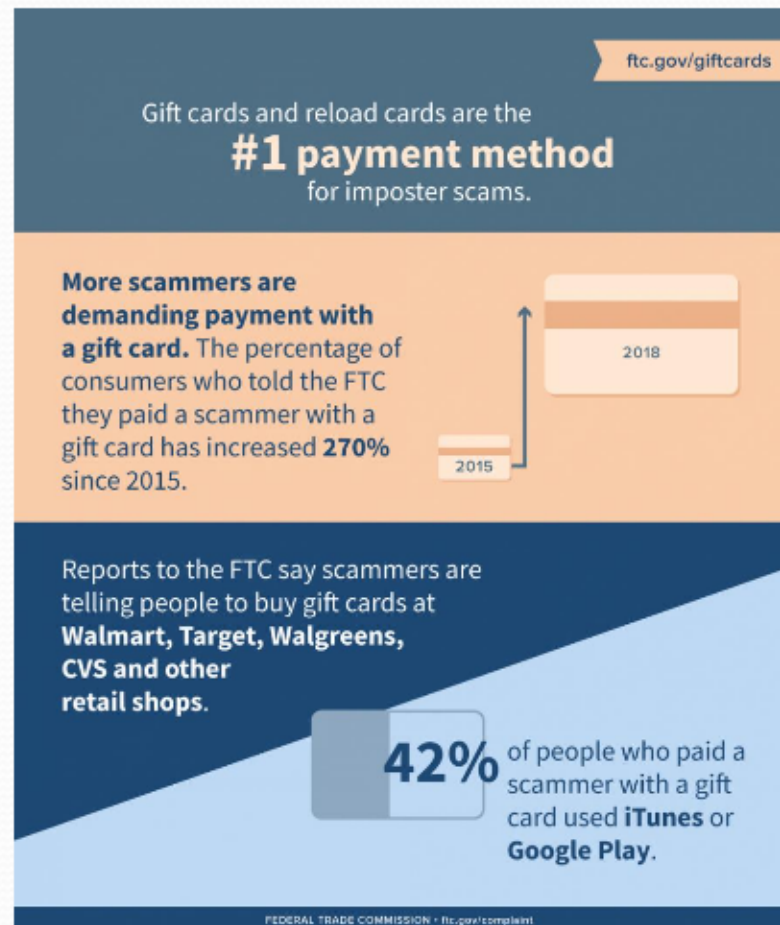 ftc.gov/giftcards
Gift cards and reload cards are the
#1 payment method
for imposter scams.
More scammers are
demanding payment with
a gift card. The percentage of
consumers who told the FTC
they paid a scammer with a
gift card has increased 270%
since 2015.
2018
2015
Reports to the FTC say scammers are
telling people to buy gift cards at
Walmart, Target, Walgreens,
CVS and other
retail shops.
42%
of people who paid a
scammer with a gift
card used iTunes or
Google Play.
FEDERAL TRADE COMMISSION • ftc.gov/complaint